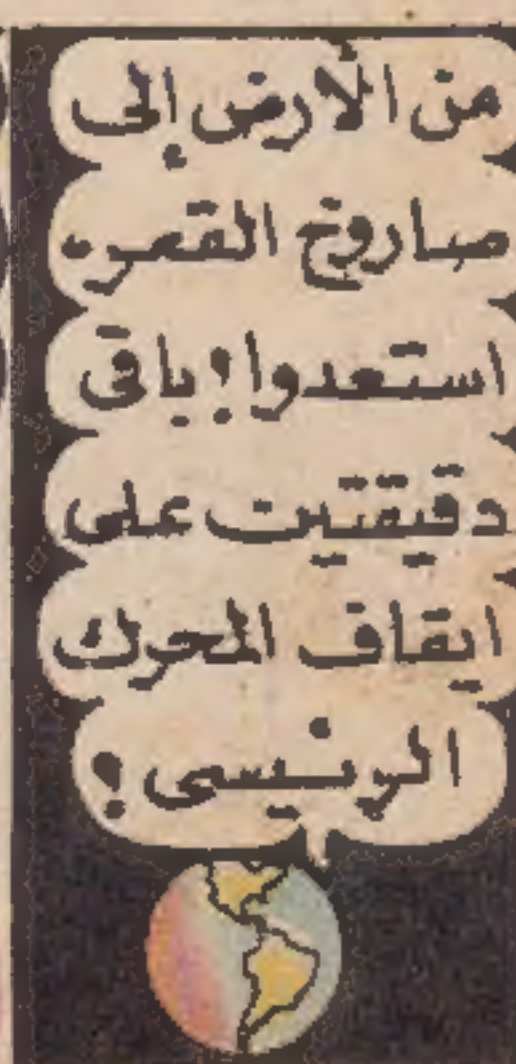 من الأرض إلى
صاروخ القمر.
استعدوا! باقى
دقيقتين على
ايقاف المحرك
الرئيسى!